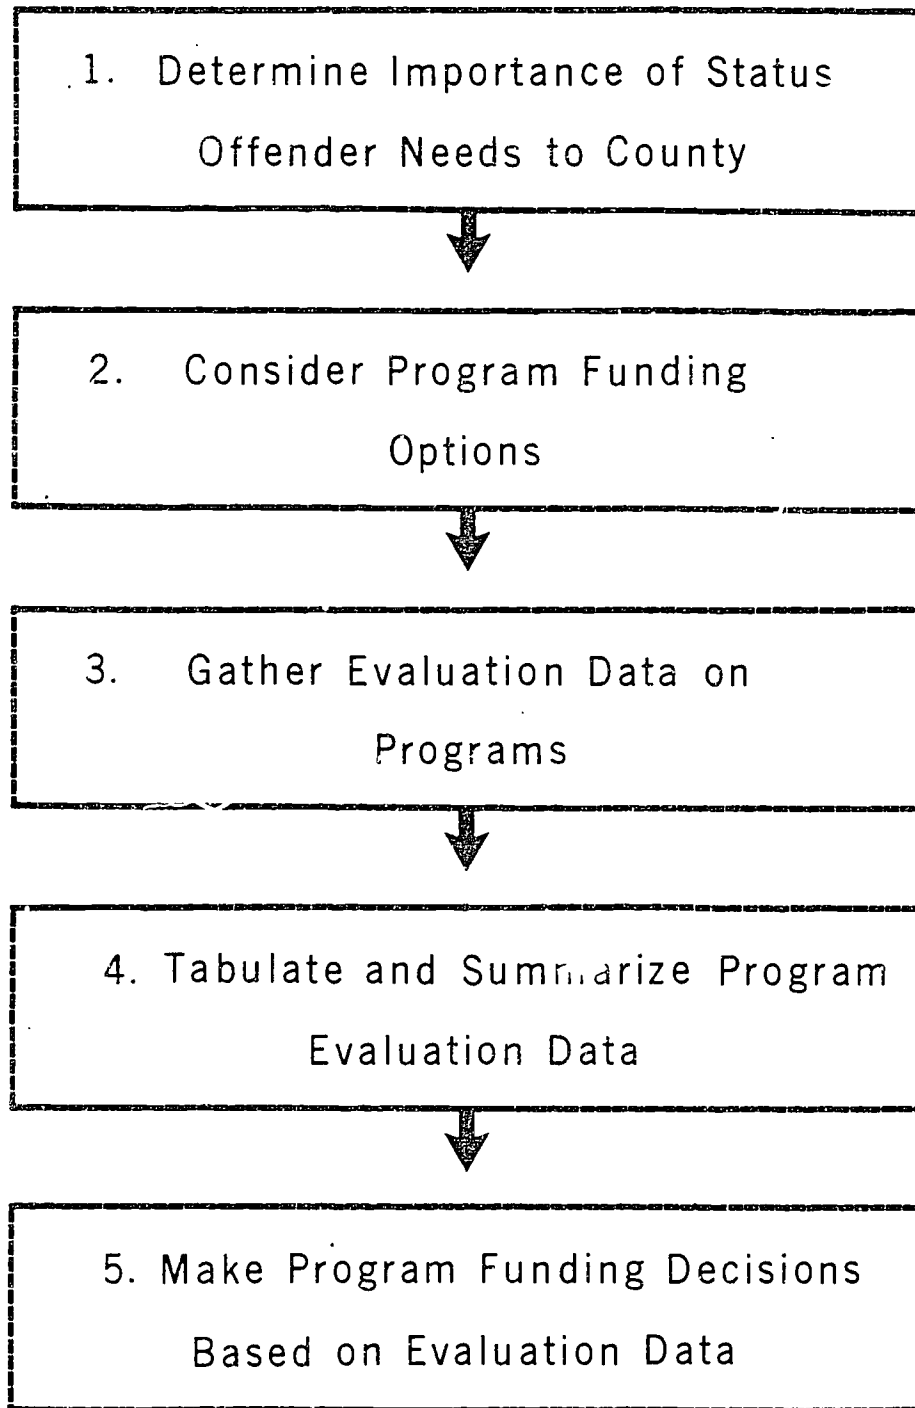 1. Determine Importance of Status
Offender Needs to County
2. Consider Program Funding
Options
3. Gather Evaluation Data on
Programs
4. Tabulate and Summarize Program
Evaluation Data
5. Make Program Funding Decisions
Based on Evaluation Data